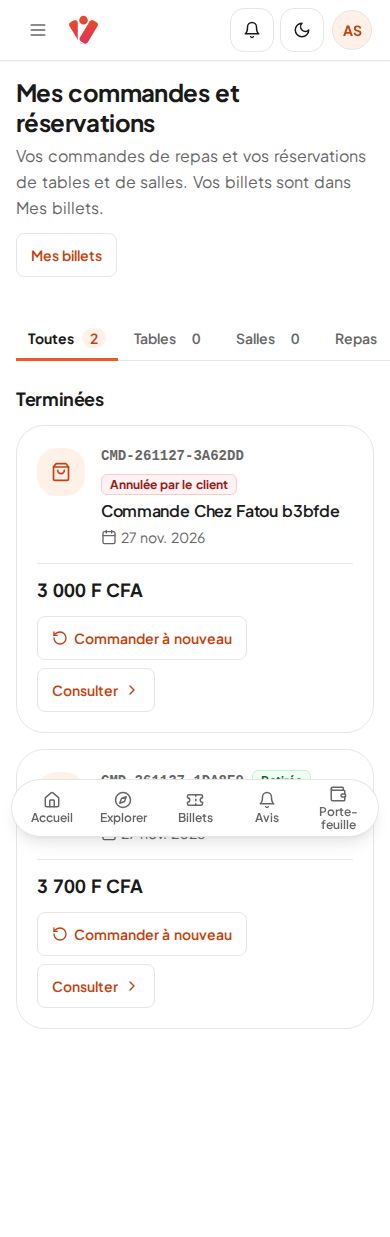 AS
Mes commandes et
réservations
Vos commandes de repas et vos réservations
de tables et de salles. Vos billets sont dans
Mes billets.
Mes billets
Toutes 2 Tables 0 Salles 0 Repas
Terminées
CMD-261127-3A62DD
Annulée par le client
Commande Chez Fatou b3bfde
27 nov. 2026
3 000 F CFA
Commander à nouveau
Consulter
Accueil Explorer Billets Avis Porte-
feuille
27 nov. 2026
3 700 F CFA
Commander à nouveau
Consulter